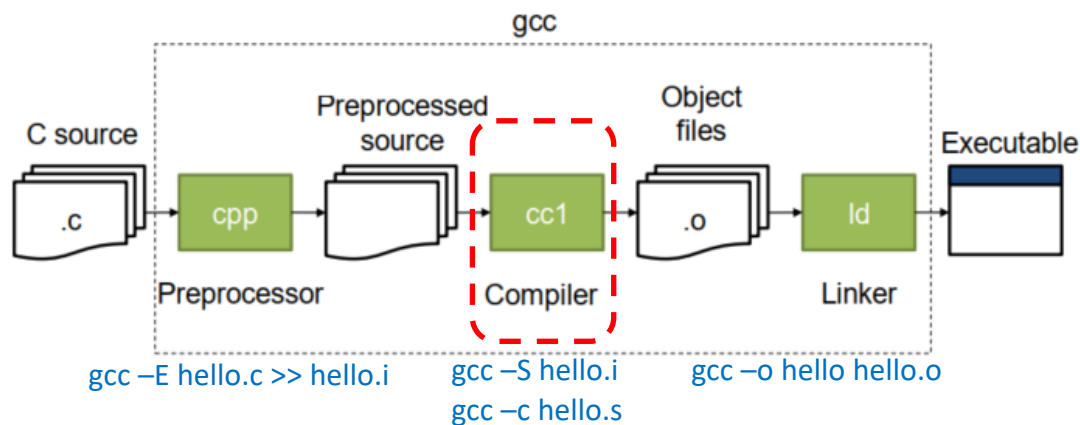 gcc
C source
Preprocessed
source
Object
files
Executable
.c
cpp
cc1
.o
ld
Preprocessor
Compiler
Linker
gcc –E hello.c >> hello.i
gcc –S hello.i
gcc –c hello.s
gcc –o hello hello.o